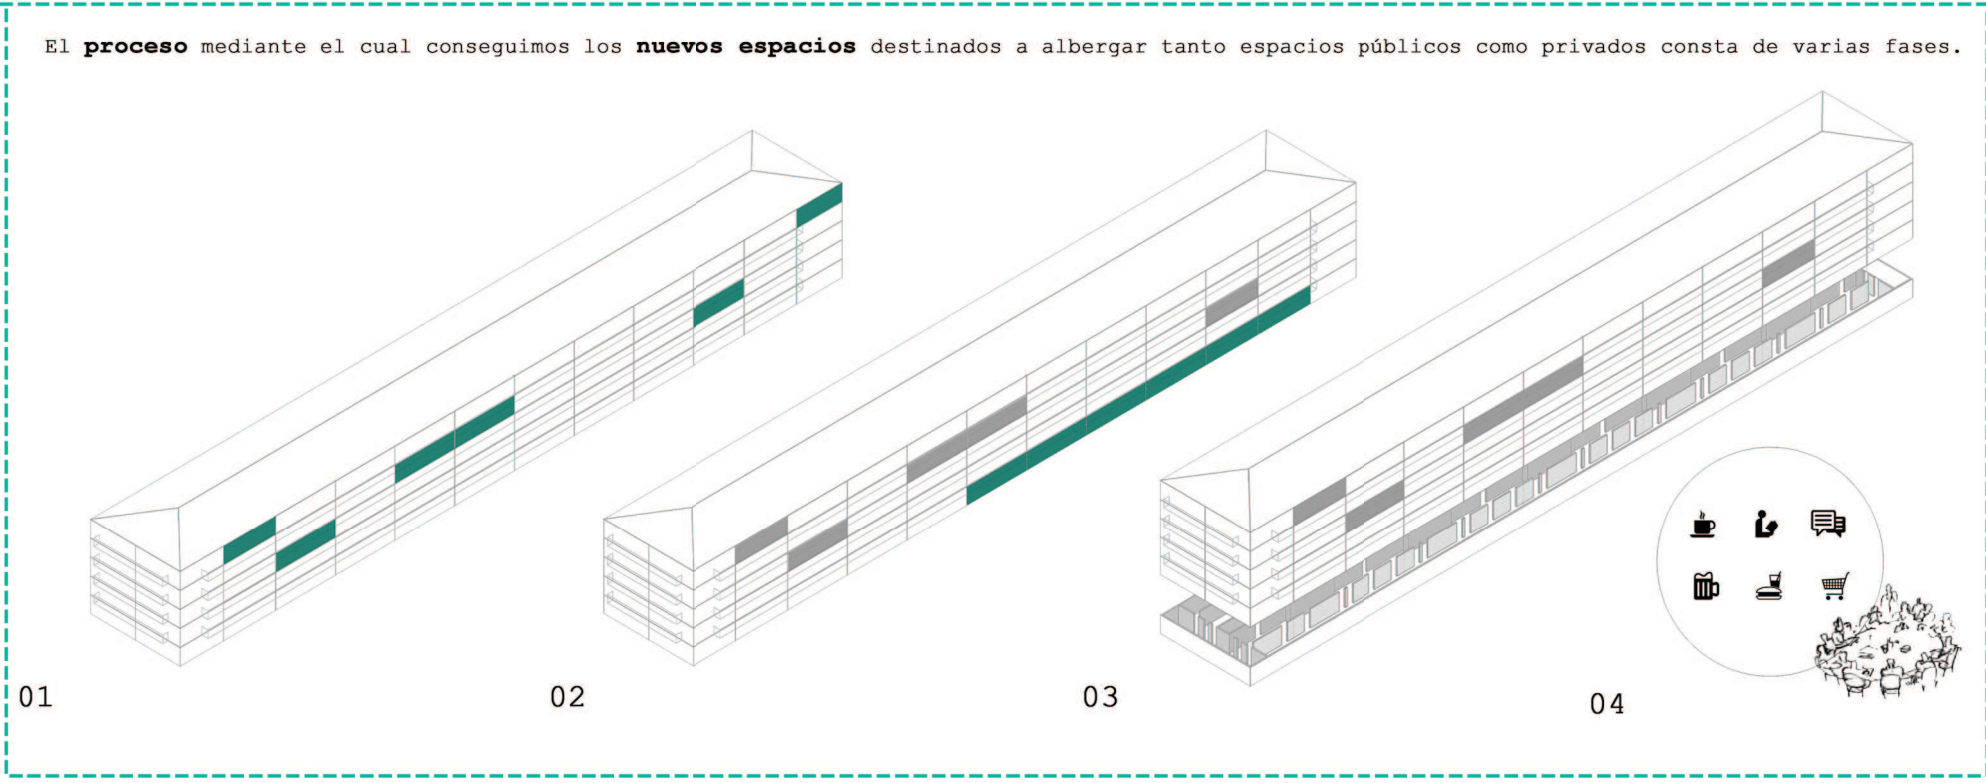 El proceso mediante el cual conseguimos los nuevos espacios destinados a albergar tanto espacios públicos como privados consta de varias fases.
01
02
03
04